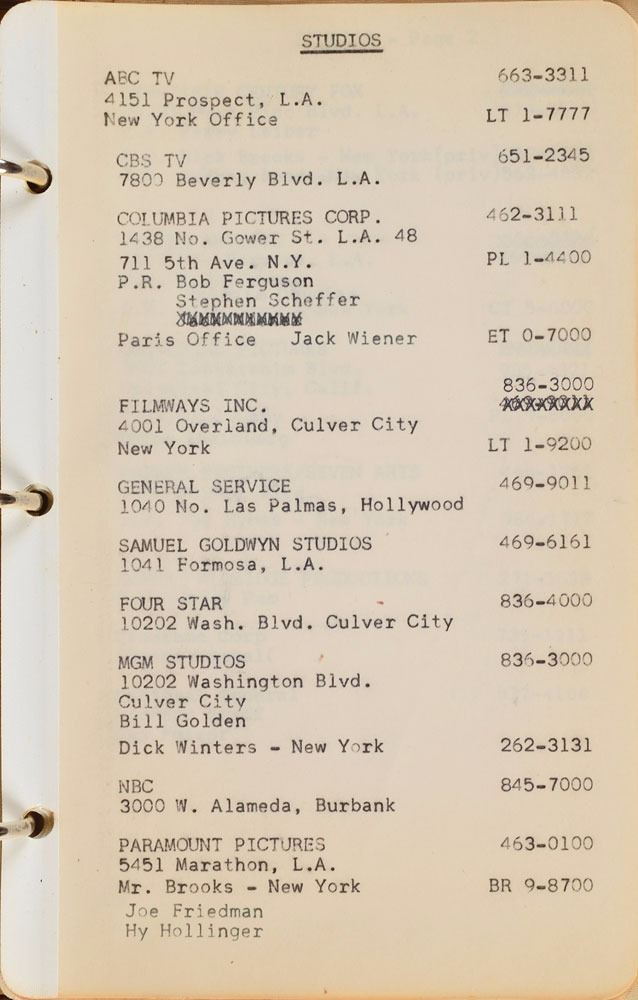 STUDIOS
ABC TV 663-3311
4151 Prospect, L.A.
New York Office LT 1-7777
CBS TV 651-2345
7800 Beverly Blvd. L.A.
COLUMBIA PICTURES CORP. 462-3111
1438 No. Gower St. L.A. 48
711 5th Ave. N.Y. PL 1-4400
P.R. Bob Ferguson
Stephen Scheffer
Paris Office Jack Wiener ET 0-7000
836-3000
FILMWAYS INC.
4001 Overland, Culver City
New York LT 1-9200
GENERAL SERVICE 469-9011
1040 No. Las Palmas, Hollywood
SAMUEL GOLDWYN STUDIOS 469-6161
1041 Formosa, L.A.
FOUR STAR 836-4000
10202 Wash. Blvd. Culver City
MGM STUDIOS 836-3000
10202 Washington Blvd.
Culver City
Bill Golden
Dick Winters - New York 262-3131
NBC 845-7000
3000 W. Alameda, Burbank
PARAMOUNT PICTURES 463-0100
5451 Marathon, L.A.
Mr. Brooks - New York BR 9-8700
Joe Friedman
Hy Hollinger